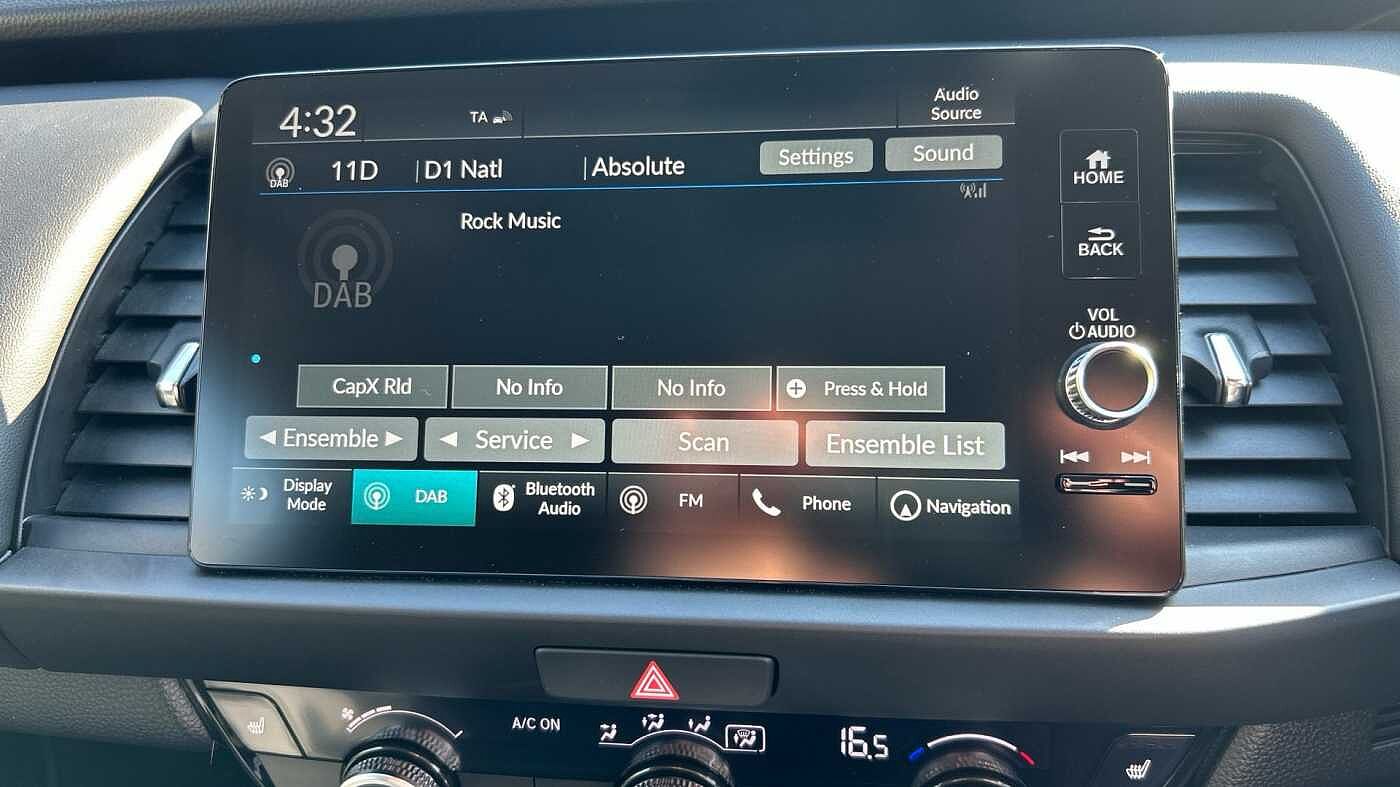 4:32
TA
Audio
Source
DAB
11D
D1 Natl
Absolute
Settings
Sound
HOME
Rock Music
BACK
DAB
VOL
AUDIO
CapX Rld
No Info
No Info
Press & Hold
Ensemble
Service
Scan
Ensemble List
Display
Mode
DAB
Bluetooth
Audio
FM
Phone
Navigation
A/C ON
16.5